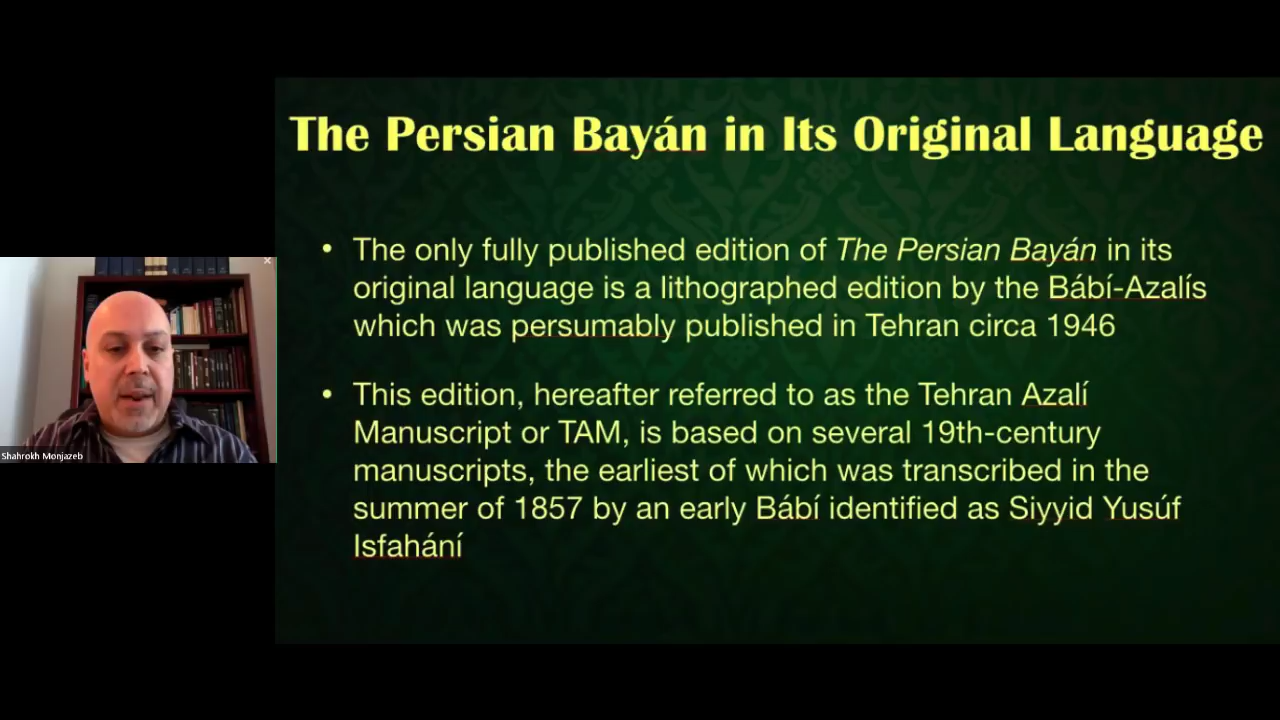 The Persian Bayán in Its Original Language
• The only fully published edition of The Persian Bayán in its
original language is a lithographed edition by the Bábí-Azalís
which was persumably published in Tehran circa 1946
• This edition, hereafter referred to as the Tehran Azalí
Manuscript or TAM, is based on several 19th-century
manuscripts, the earliest of which was transcribed in the
summer of 1857 by an early Bábí identified as Siyyid Yusúf
Isfahání
Shahrokh Monjazeb